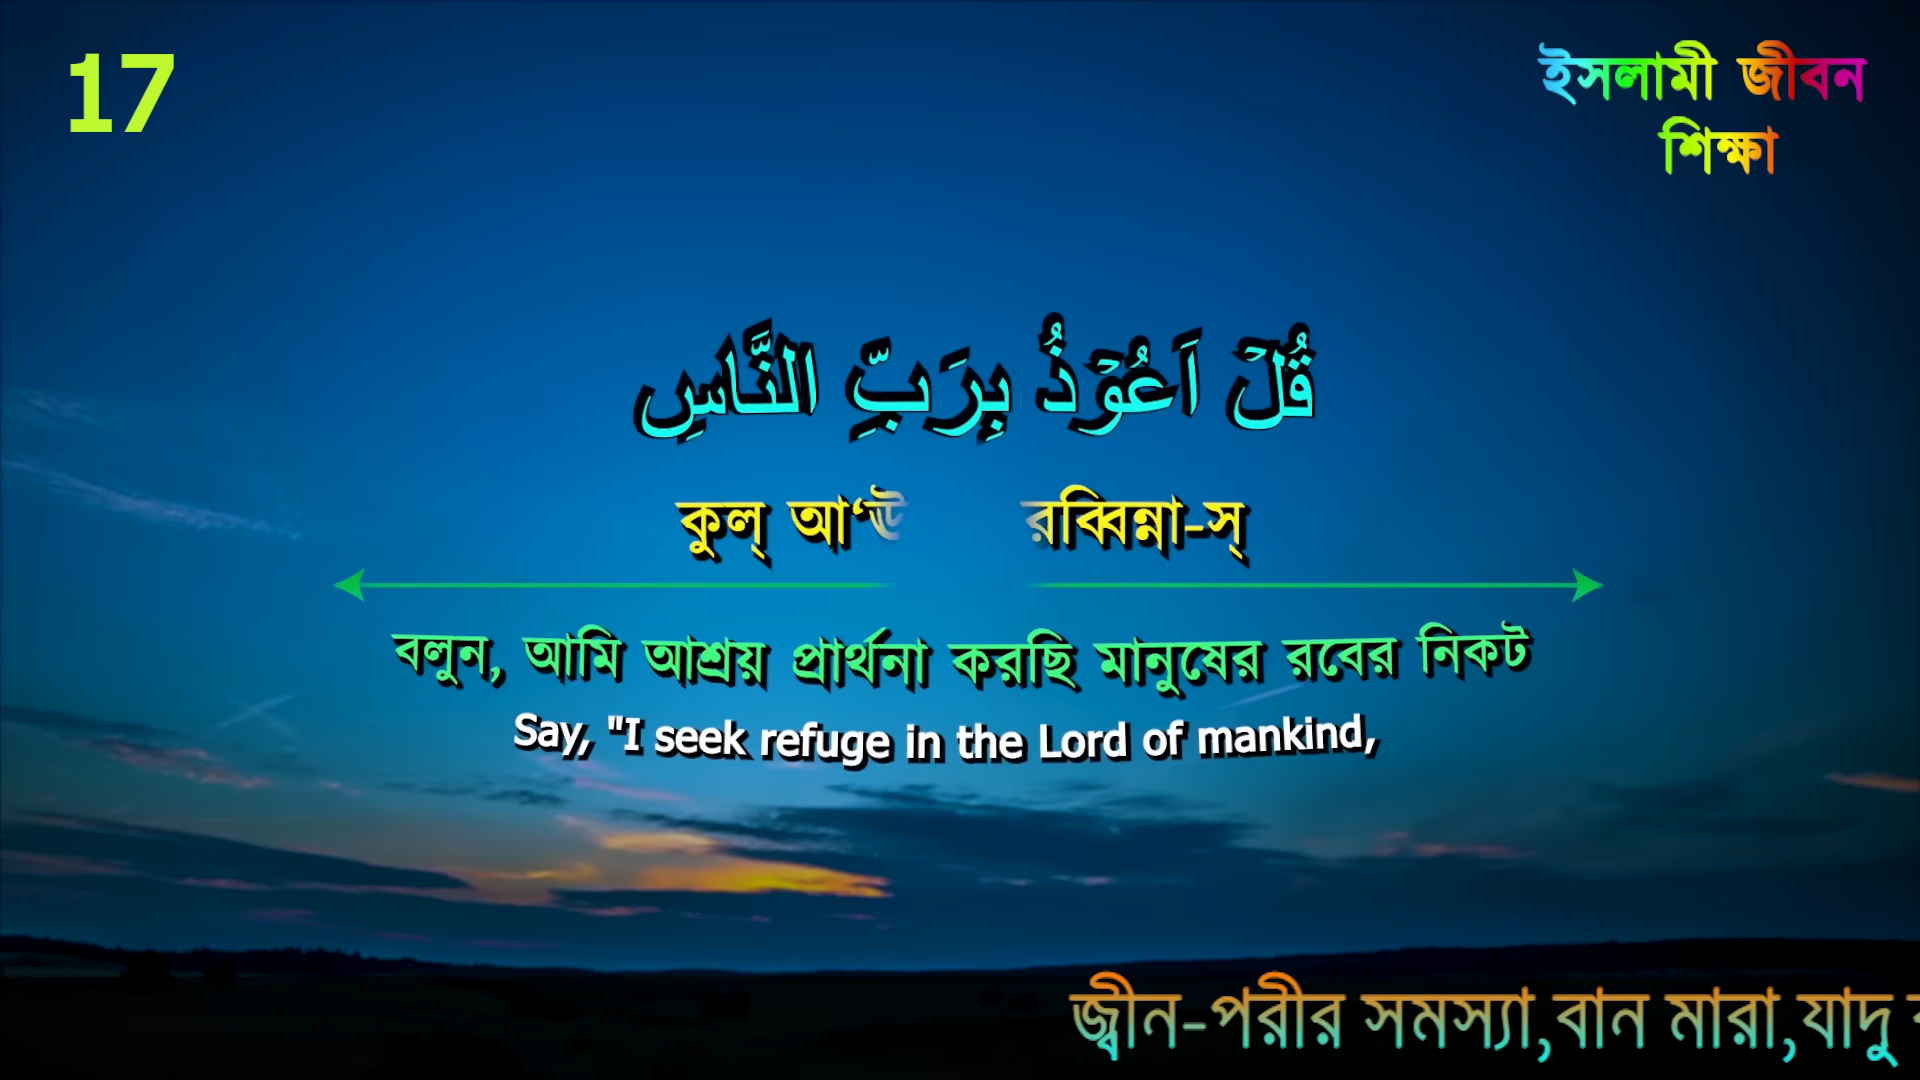 17
ইসলামী জীবন
শিক্ষা
قُلۡ اَعُوۡذُ بِرَبِّ النَّاسِ
কুল্ আ‘ঊ রব্বিন্না-স্
বলুন, আমি আশ্রয় প্রার্থনা করছি মানুষের রবের নিকট
Say, "I seek refuge in the Lord of mankind,
জ্বীন-পরীর সমস্যা,বান মারা,যাদু